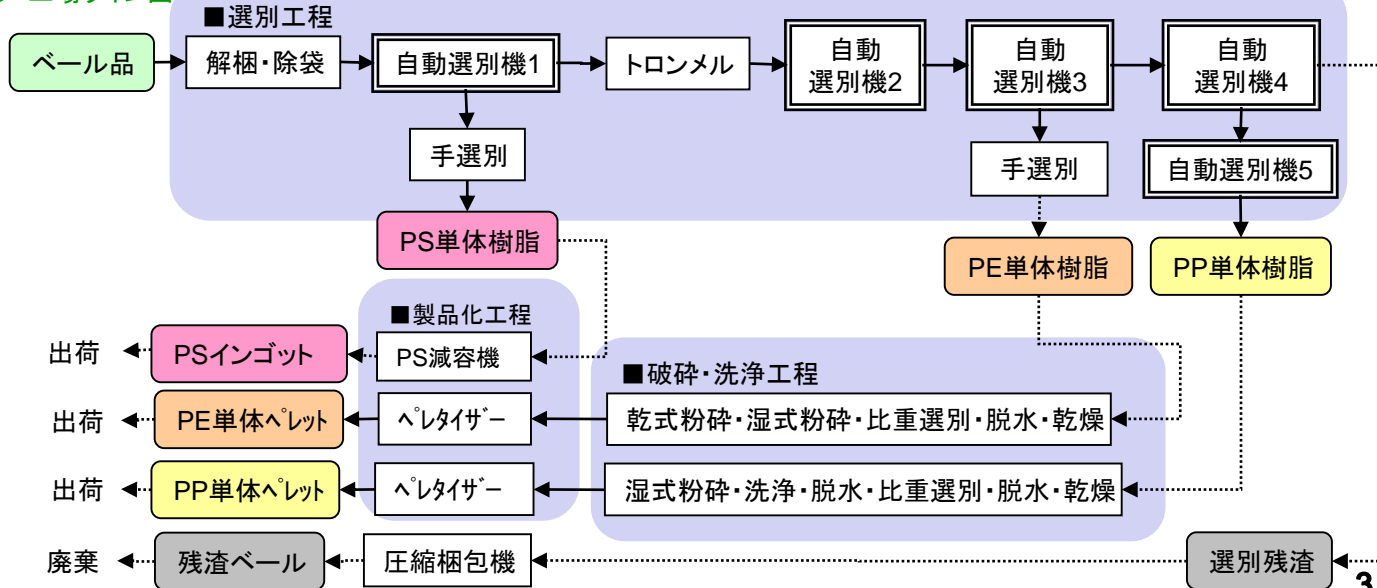 ■選別工程
ベール品
解梱・除袋
自動選別機1
トロンメル
自動
選別機2
自動
選別機3
自動
選別機4
手選別
手選別
自動選別機5
PS単体樹脂
PE単体樹脂
PP単体樹脂
■製品化工程
出荷
PSインゴット
PS減容機
■破砕・洗浄工程
出荷
PE単体ﾍﾟﾚｯﾄ
ﾍﾟﾚﾀｲｻﾞｰ
乾式粉砕・湿式粉砕・比重選別・脱水・乾燥
出荷
PP単体ﾍﾟﾚｯﾄ
ﾍﾟﾚﾀｲｻﾞｰ
湿式粉砕・洗浄・脱水・比重選別・脱水・乾燥
廃棄
残渣ベール
圧縮梱包機
選別残渣
3